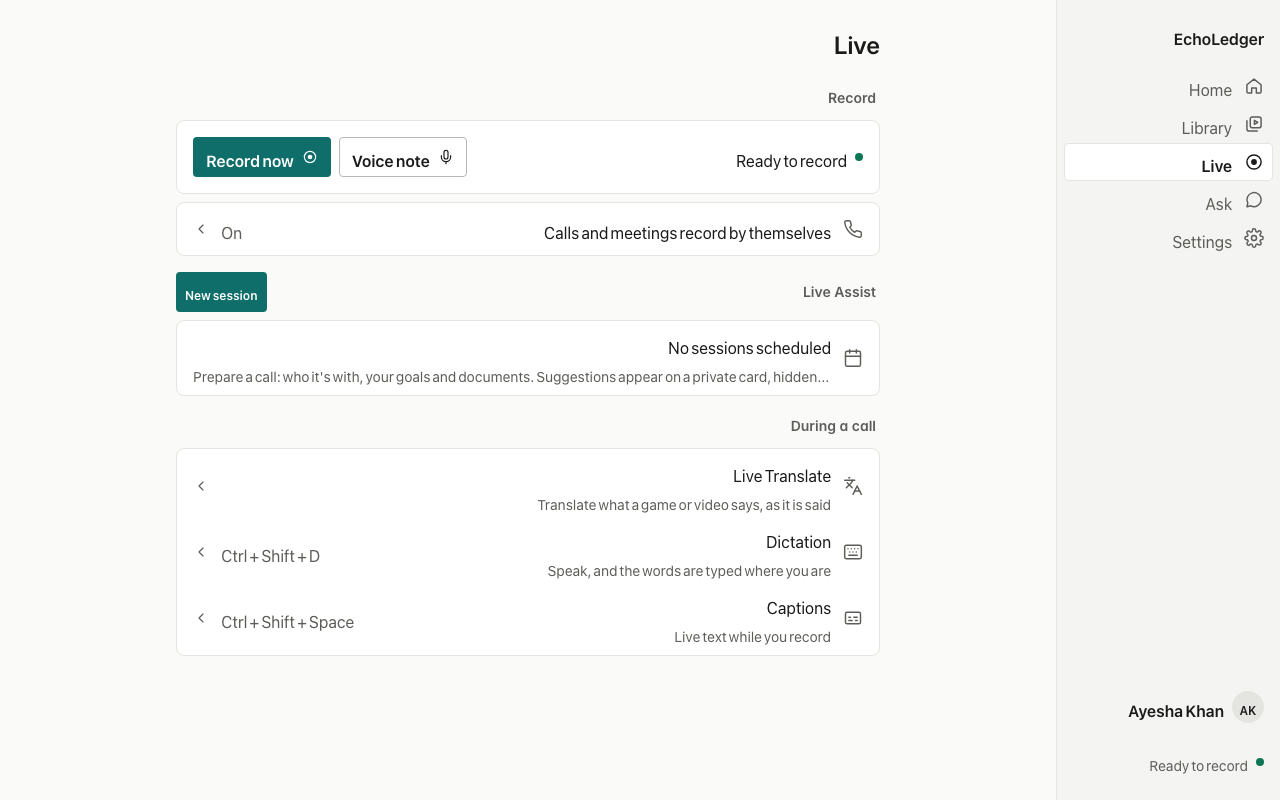 EchoLedger
Home
Library
Live
Ask
Settings
Ayesha Khan
AK
Ready to record
Live
Record
Ready to record
Record now
Voice note
Calls and meetings record by themselves
On
Live Assist
New session
No sessions scheduled
Prepare a call: who it's with, your goals and documents. Suggestions appear on a private card, hidden...
During a call
Live Translate
Translate what a game or video says, as it is said
Dictation
Speak, and the words are typed where you are
Ctrl+Shift+D
Captions
Live text while you record
Ctrl+Shift+Space